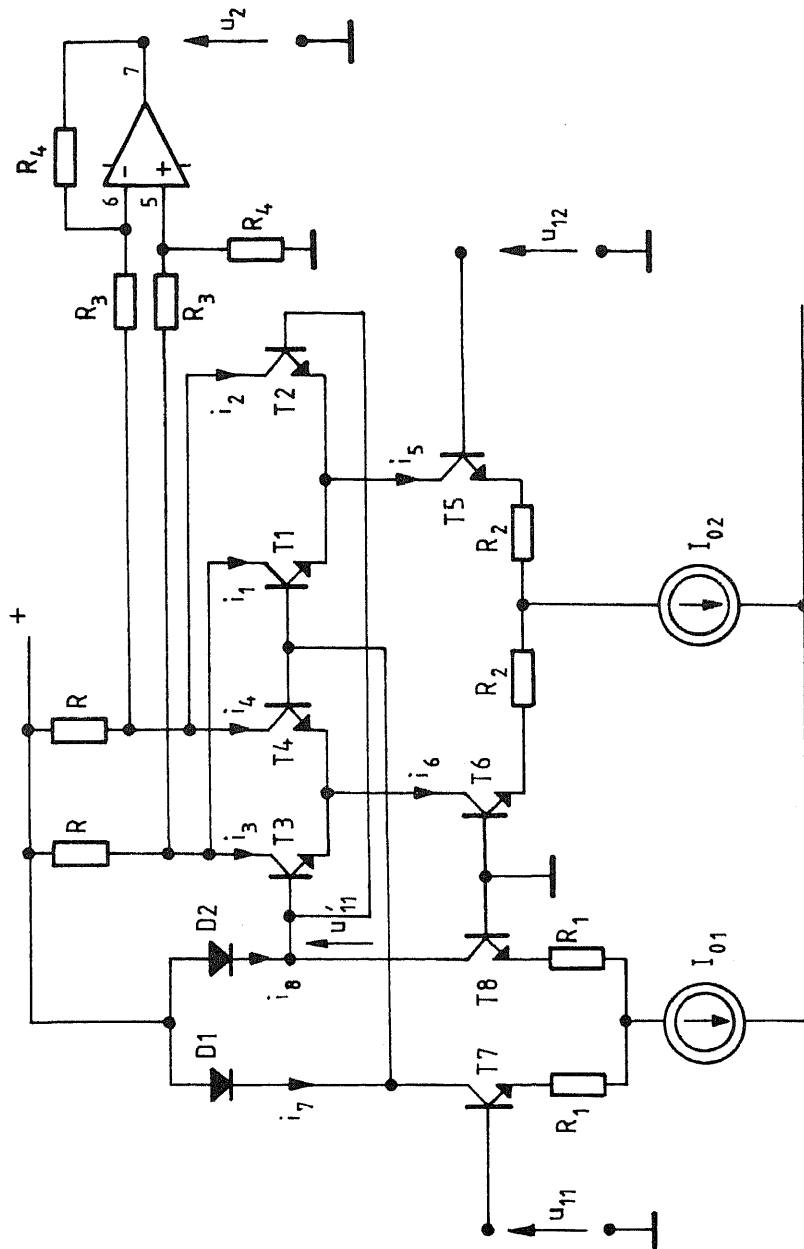 +
R
R
D1
D2
i7
i8
u'11
i3
i4
i1
i2
T3
T4
T1
T2
R3
R3
R4
R4
6
5
-
+
7
u2
i6
i5
T7
T8
T6
T5
R1
R1
R2
R2
u11
u12
I01
I02